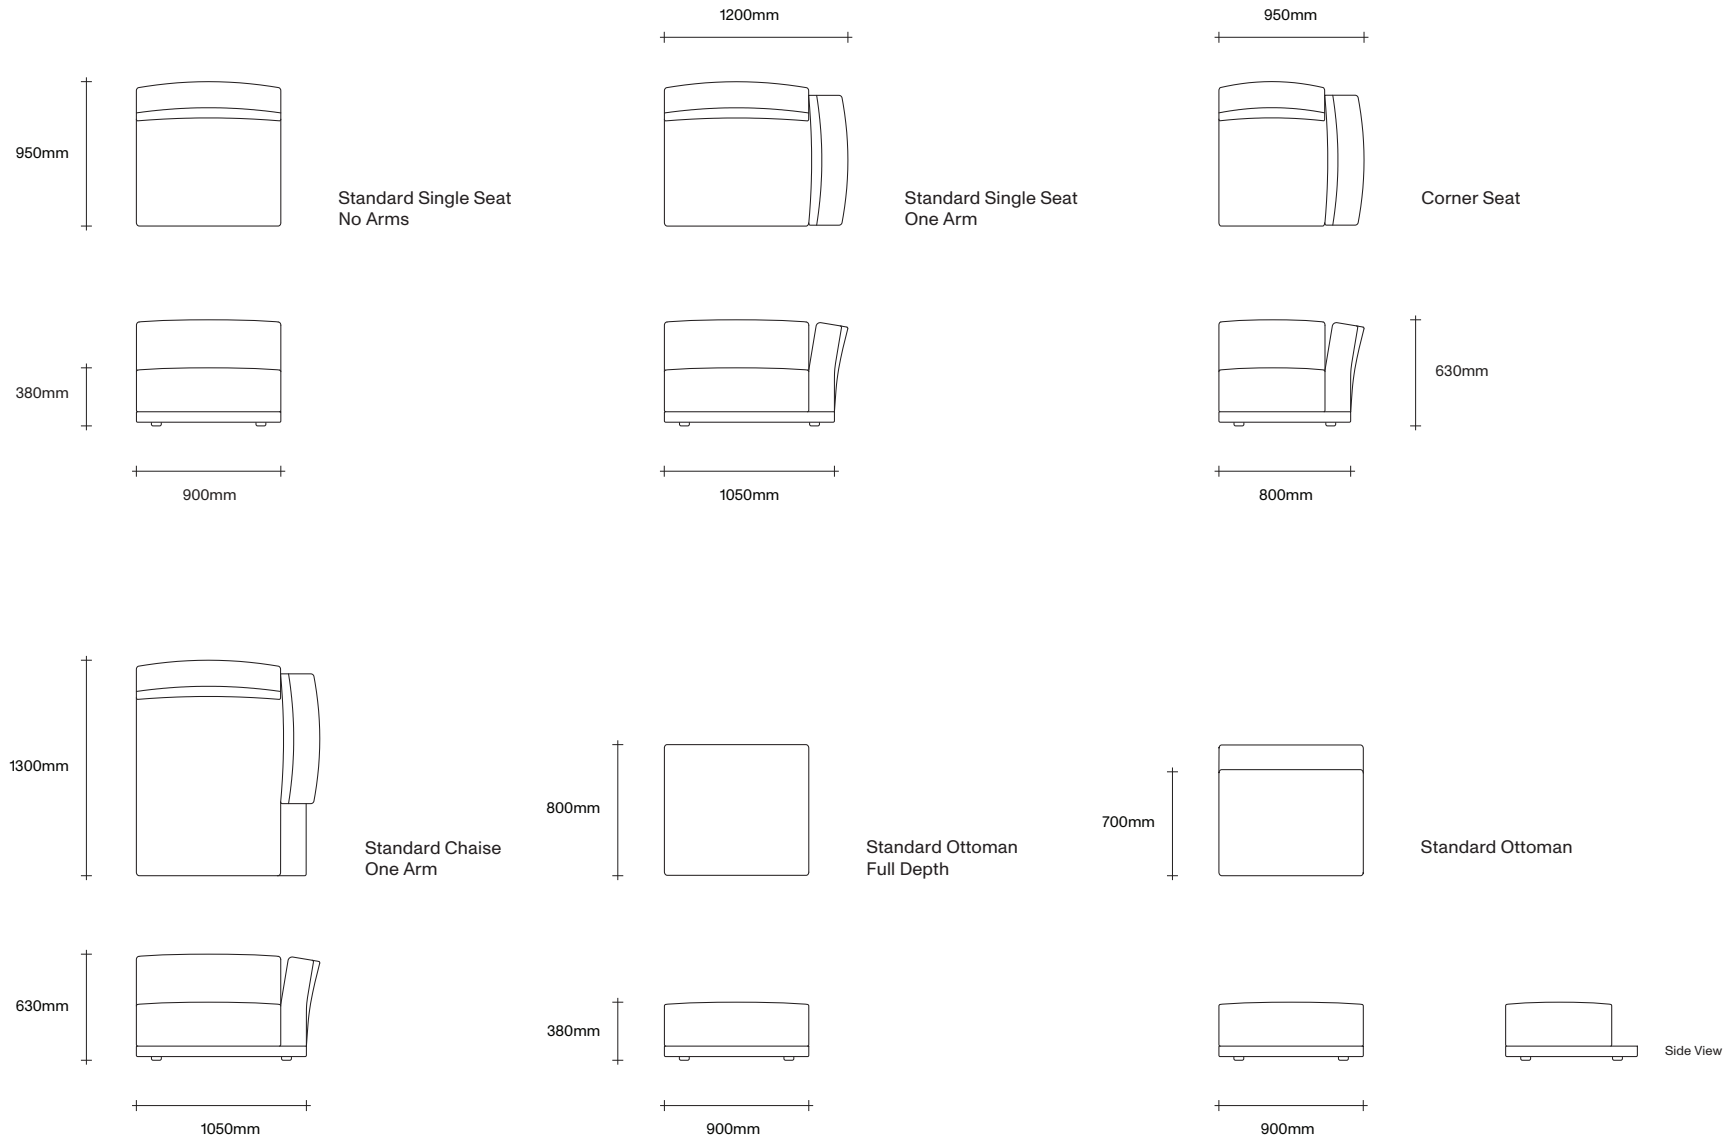 1200mm
950mm
950mm
Standard Single Seat
No Arms
Standard Single Seat
One Arm
Corner Seat
380mm
630mm
900mm
1050mm
800mm
1300mm
800mm
700mm
Standard Chaise
One Arm
Standard Ottoman
Full Depth
Standard Ottoman
630mm
380mm
Side View
1050mm
900mm
900mm